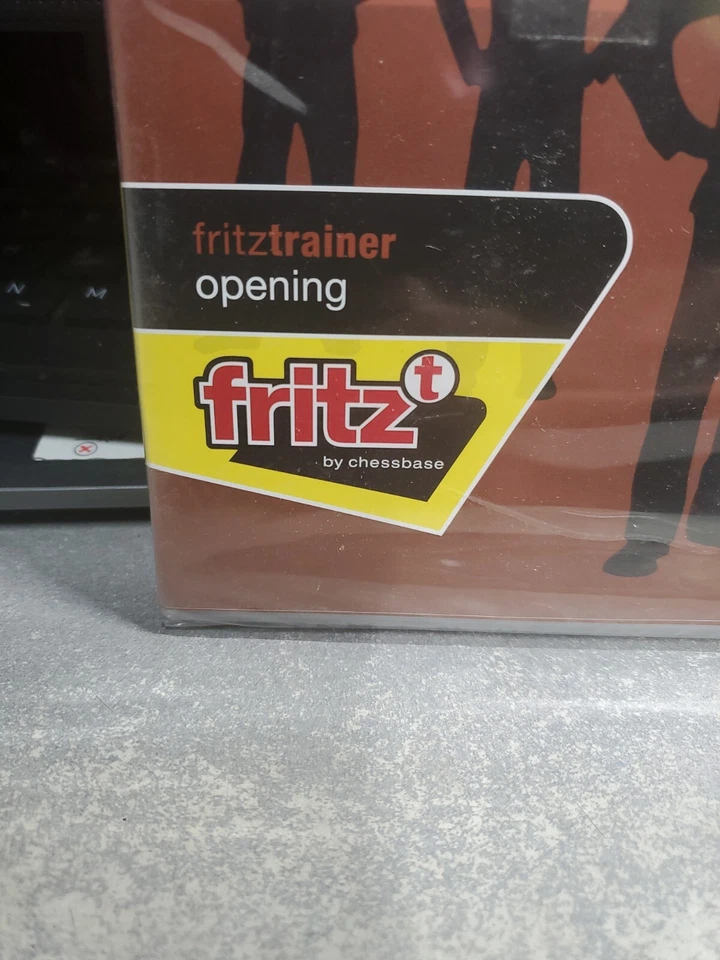 fritztrainer
opening
fritz t
by chessbase